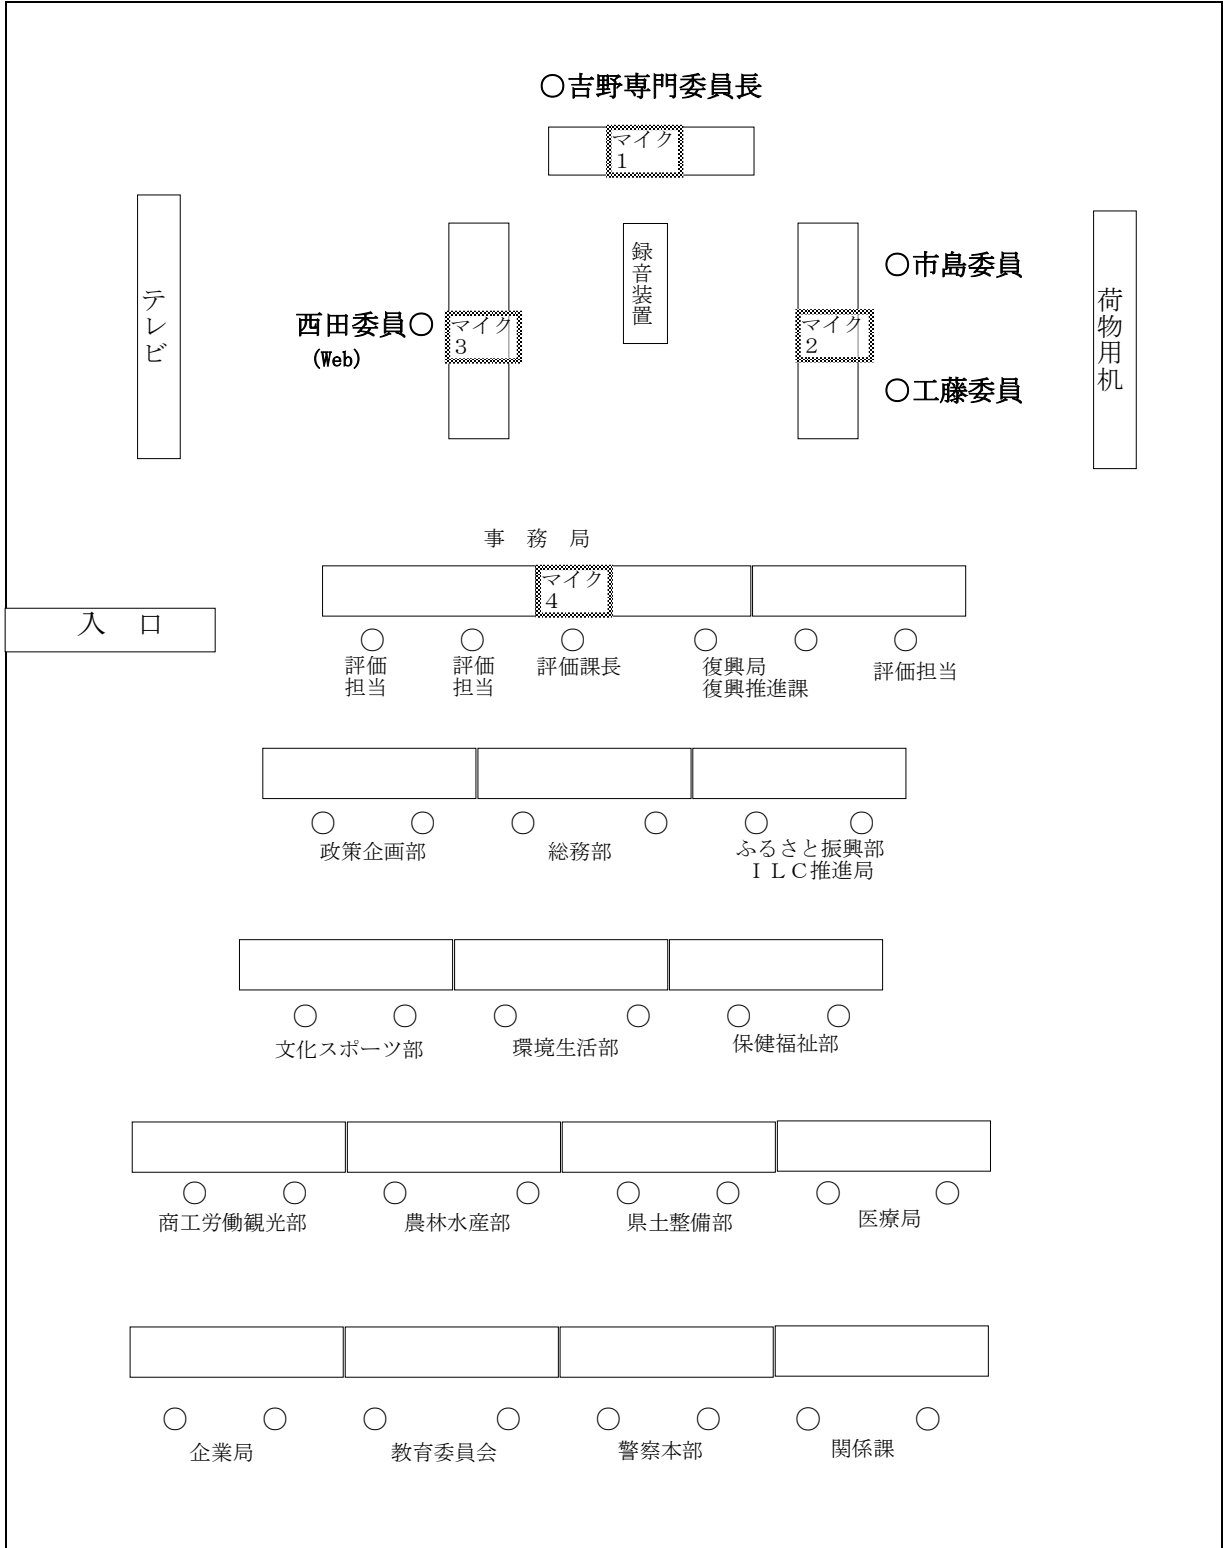 ○吉野専門委員長
マイク
1
テレビ
録音装置
○市島委員
荷物用机
西田委員○
(Web)
マイク
3
マイク
2
○工藤委員
事　務　局
マイク
4
入　口
○ ○ ○ ○ ○ ○
評価
担当
評価
担当
評価課長
復興局
復興推進課
評価担当
○ ○ ○ ○ ○ ○
政策企画部
総務部
ふるさと振興部
ＩＬＣ推進局
○ ○ ○ ○ ○ ○
文化スポーツ部
環境生活部
保健福祉部
○ ○ ○ ○ ○ ○ ○ ○
商工労働観光部
農林水産部
県土整備部
医療局
○ ○ ○ ○ ○ ○ ○ ○
企業局
教育委員会
警察本部
関係課